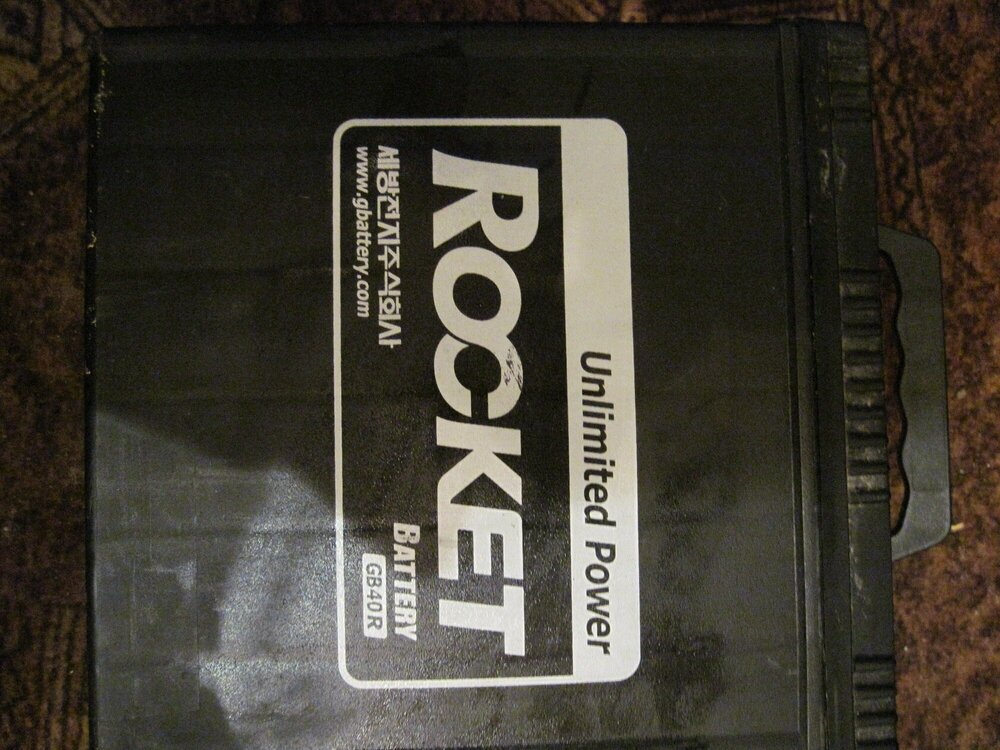 Unlimited Power
ROCKET
세방전지주식회사
www.gbattery.com
BATTERY
GB40R